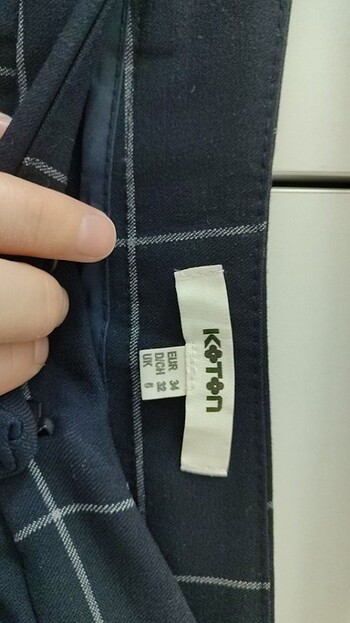 KOTON
EUR 34
D/CH 32
UK 6